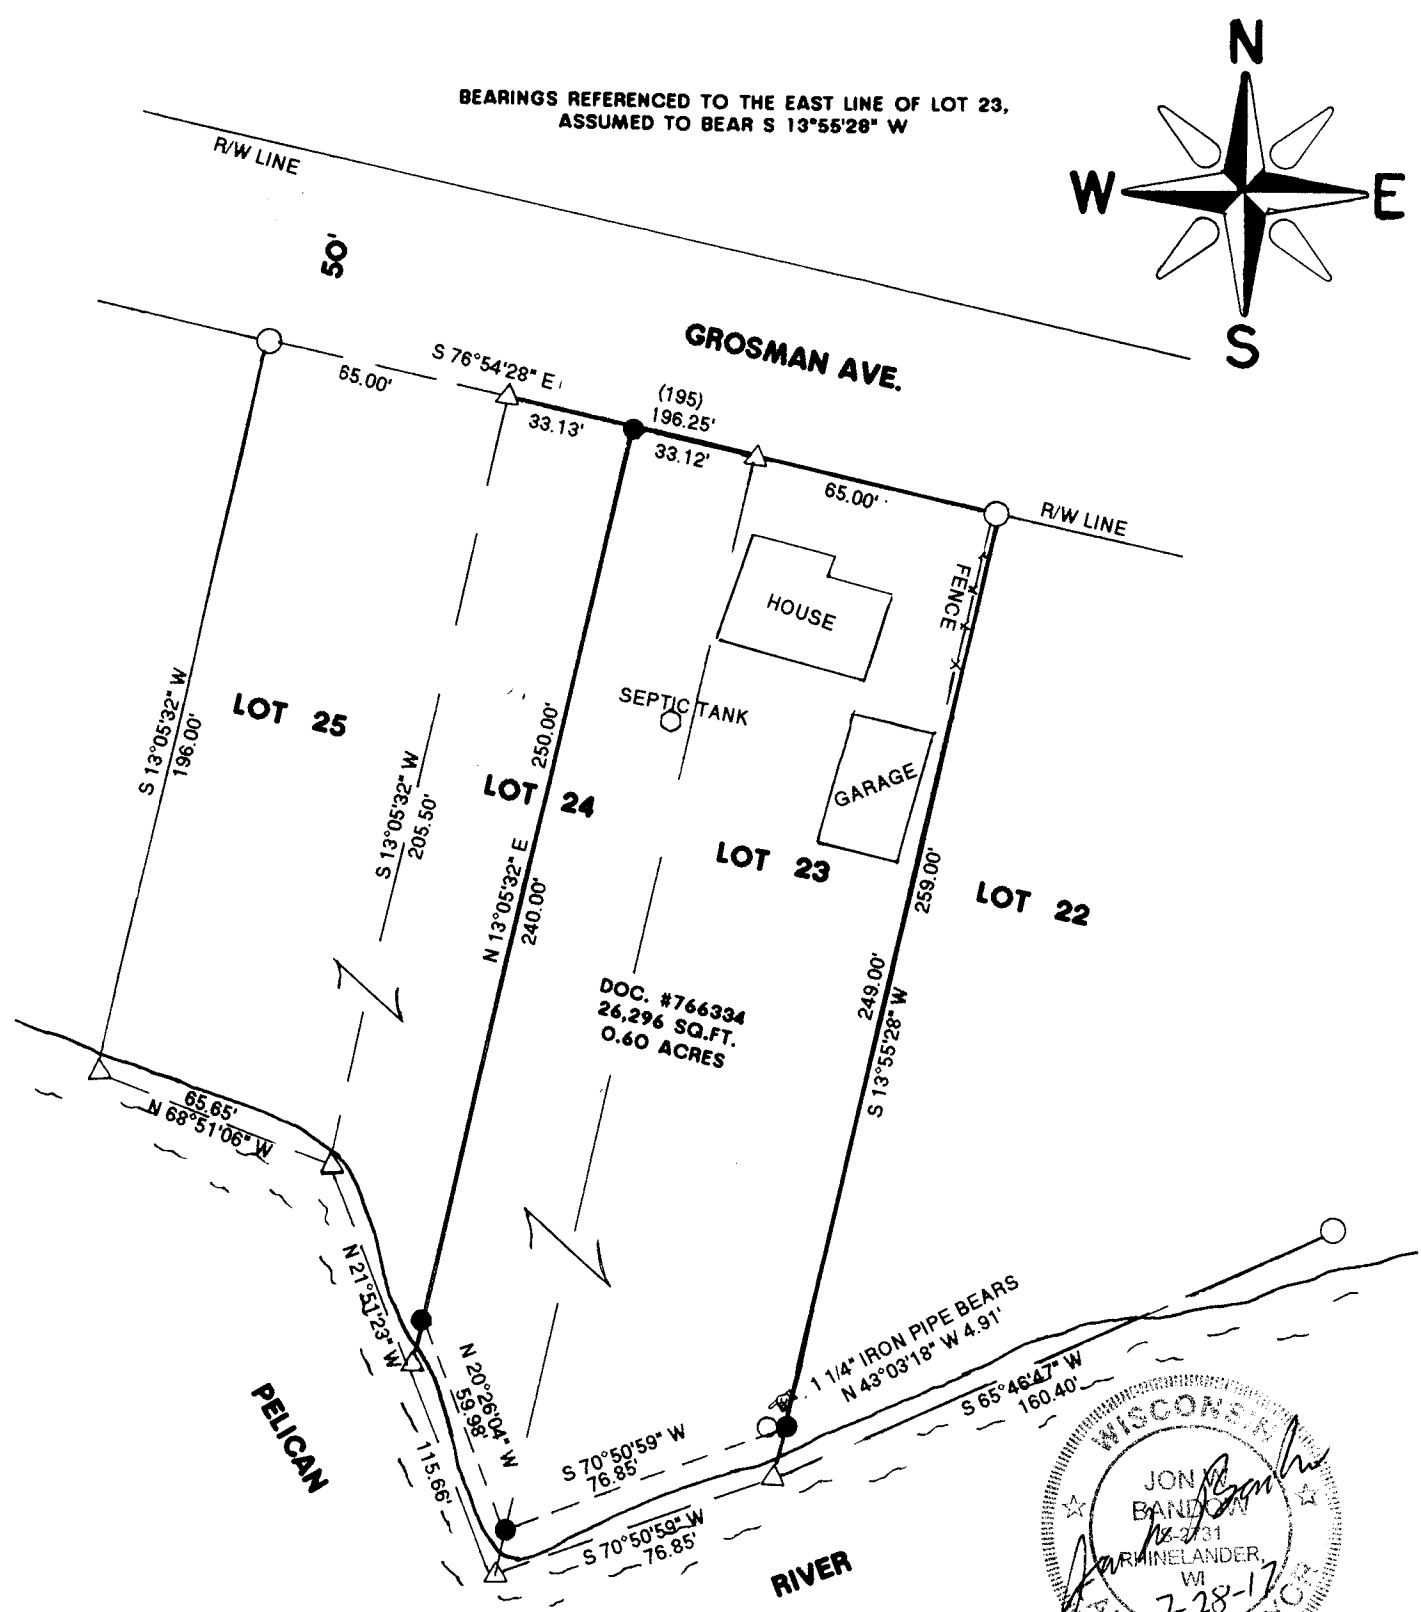 N
BEARINGS REFERENCED TO THE EAST LINE OF LOT 23,
ASSUMED TO BEAR S 13°55'28" W
R/W LINE
W
E
50'
S
GROSMAN AVE.
S 76°54'28" E
65.00'
(195)
196.25'
33.13'
33.12'
65.00'
R/W LINE
FENCE
HOUSE
SEPTIC TANK
S 13°05'32" W
196.00'
LOT 25
250.00'
S 13°05'32" W
205.50'
LOT 24
GARAGE
LOT 23
N 13°05'32" E
240.00'
259.00'
LOT 22
249.00'
S 13°55'28" W
DOC. #766334
26,296 SQ.FT.
0.60 ACRES
65.65'
N 68°51'06" W
N 21°51'23" W
115.66'
N 20°26'04" W
59.98'
1 1/4" IRON PIPE BEARS
N 43°03'18" W 4.91'
S 65°46'47" W
160.40'
S 70°50'59" W
76.85'
S 70°50'59" W
76.85'
PELICAN
RIVER
WISCONSIN
JON W.
BANDOW
S-2731
RHINELANDER,
WI
7-28-17